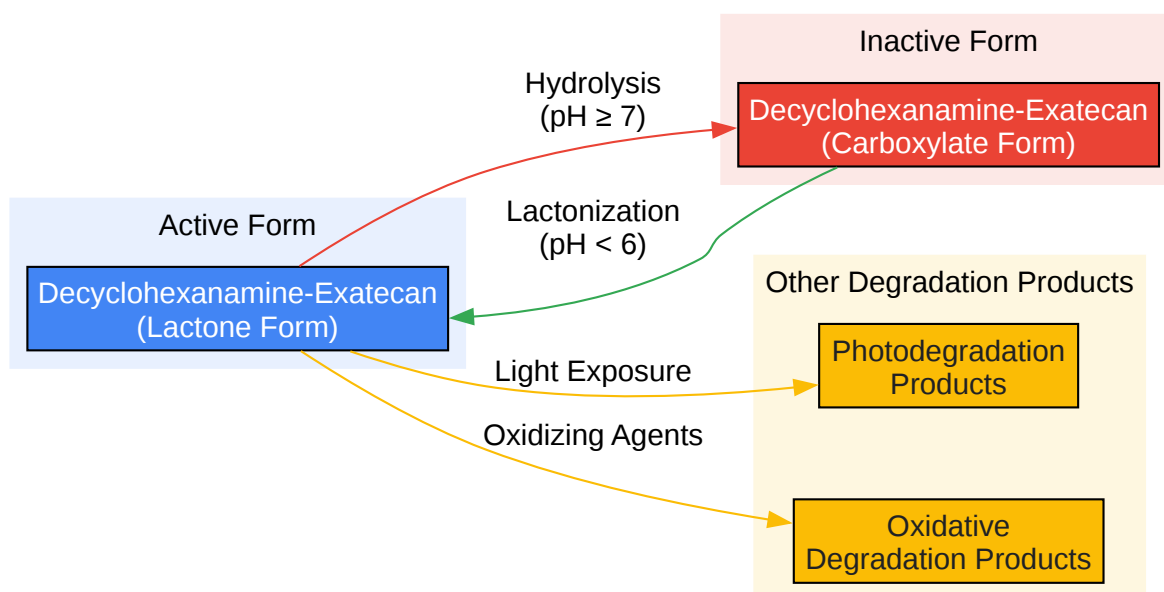 Inactive Form
Decyclohexanamine-Exatecan
(Carboxylate Form)
Hydrolysis
(pH ≥ 7)
Lactonization
(pH < 6)
Active Form
Decyclohexanamine-Exatecan
(Lactone Form)
Other Degradation Products
Light Exposure
Photodegradation
Products
Oxidizing Agents
Oxidative
Degradation Products